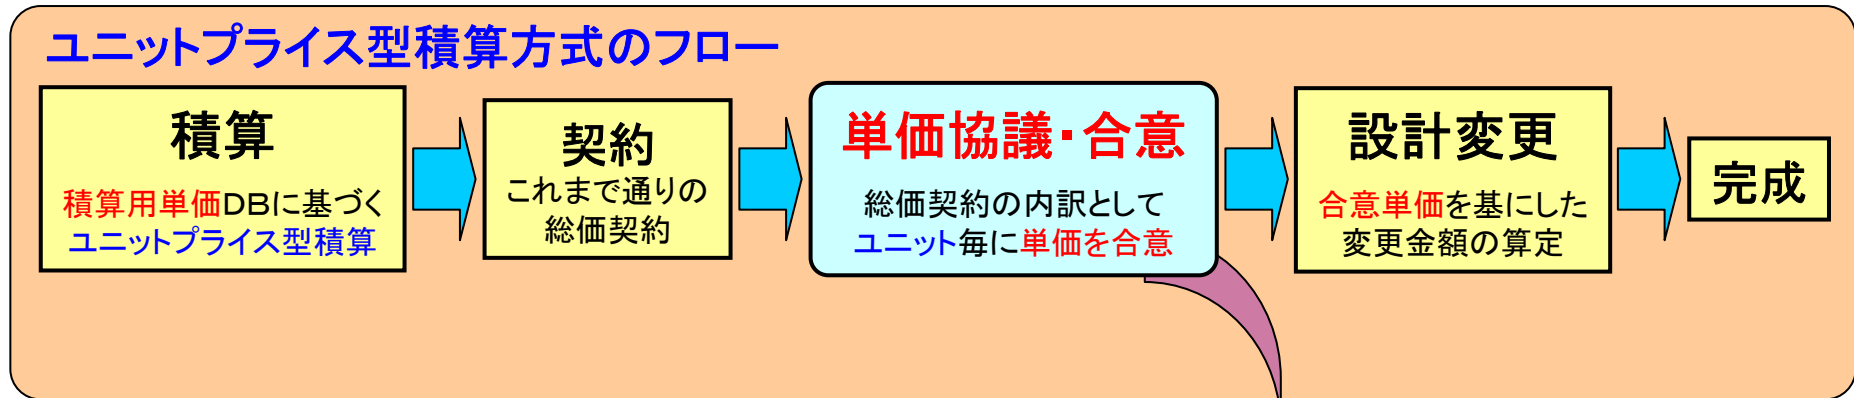 ユニットプライス型積算方式のフロー
積算
積算用単価DBに基づく
ユニットプライス型積算
契約
これまで通りの
総価契約
単価協議・合意
総価契約の内訳として
ユニット毎に単価を合意
設計変更
合意単価を基にした
変更金額の算定
完成